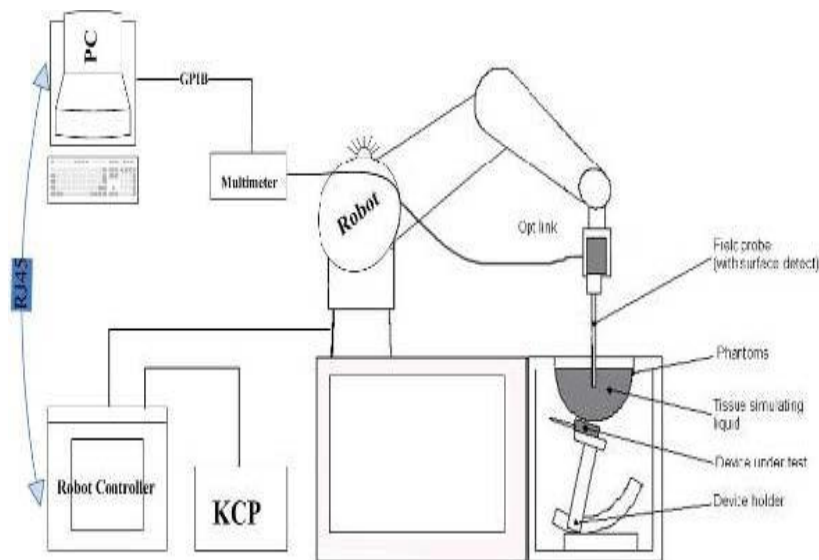 PC
GPIB
Multimeter
Robot
Opt link
Field probe
(with surface detect)
RJ45
Phantoms
Tissue simulating
liquid
Device under test
Robot Controller
KCP
Device holder